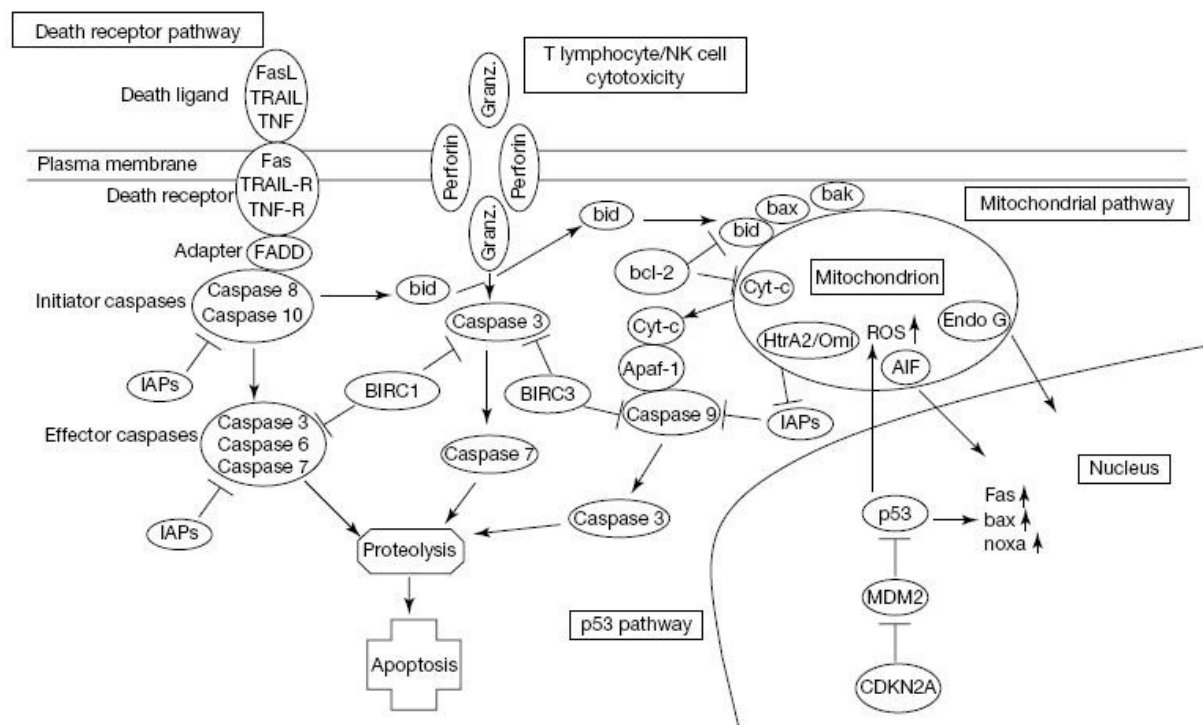 Death receptor pathway
T lymphocyte/NK cell
cytotoxicity
FasL
TRAIL
TNF
Death ligand
Granz.
Plasma membrane
Fas
TRAIL-R
TNF-R
Death receptor
Perforin
Perforin
Granz.
bid
bid
bax
bak
Mitochondrial pathway
Adapter
FADD
bcl-2
Mitochondrion
Initiator caspases
Caspase 8
Caspase 10
bid
Cyt-c
Caspase 3
Cyt-c
HtrA2/Omi
ROS
Endo G
Apaf-1
AIF
IAPs
BIRC1
BIRC3
Caspase 9
IAPs
Effector caspases
Caspase 3
Caspase 6
Caspase 7
Caspase 7
Nucleus
IAPs
Caspase 3
p53
Fas
bax
noxa
Proteolysis
MDM2
p53 pathway
Apoptosis
CDKN2A